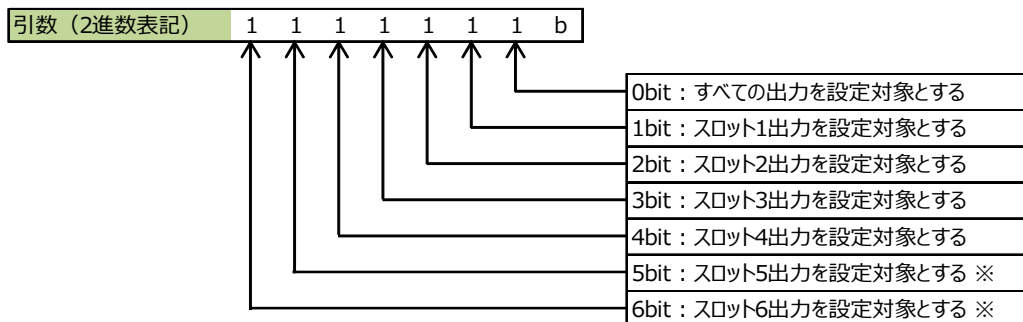 引数（2進数表記） 1 1 1 1 1 1 1 b
0bit：すべての出力を設定対象とする
1bit：スロット1出力を設定対象とする
2bit：スロット2出力を設定対象とする
3bit：スロット3出力を設定対象とする
4bit：スロット4出力を設定対象とする
5bit：スロット5出力を設定対象とする ※
6bit：スロット6出力を設定対象とする ※